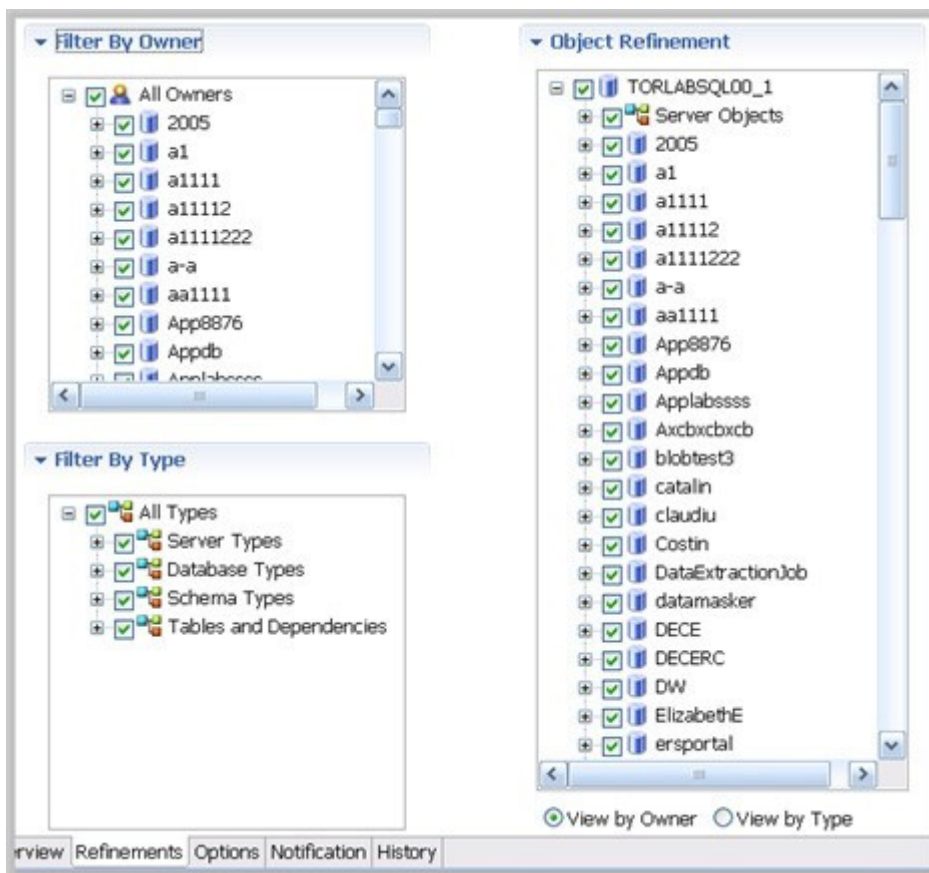 Filter By Owner
All Owners
2005
a1
a1111
a11112
a1111222
a-a
aa1111
App8876
Appdb
Applabssss
Filter By Type
All Types
Server Types
Database Types
Schema Types
Tables and Dependencies
Object Refinement
TORLABSQL00_1
Server Objects
2005
a1
a1111
a11112
a1111222
a-a
aa1111
App8876
Appdb
Applabssss
Axcbxcbxcb
blobtest3
catalin
claudiu
Costin
DataExtractionJob
datamasker
DECE
DECERC
DW
ElizabethE
ersportal
View by Owner View by Type
erview Refinements Options Notification History